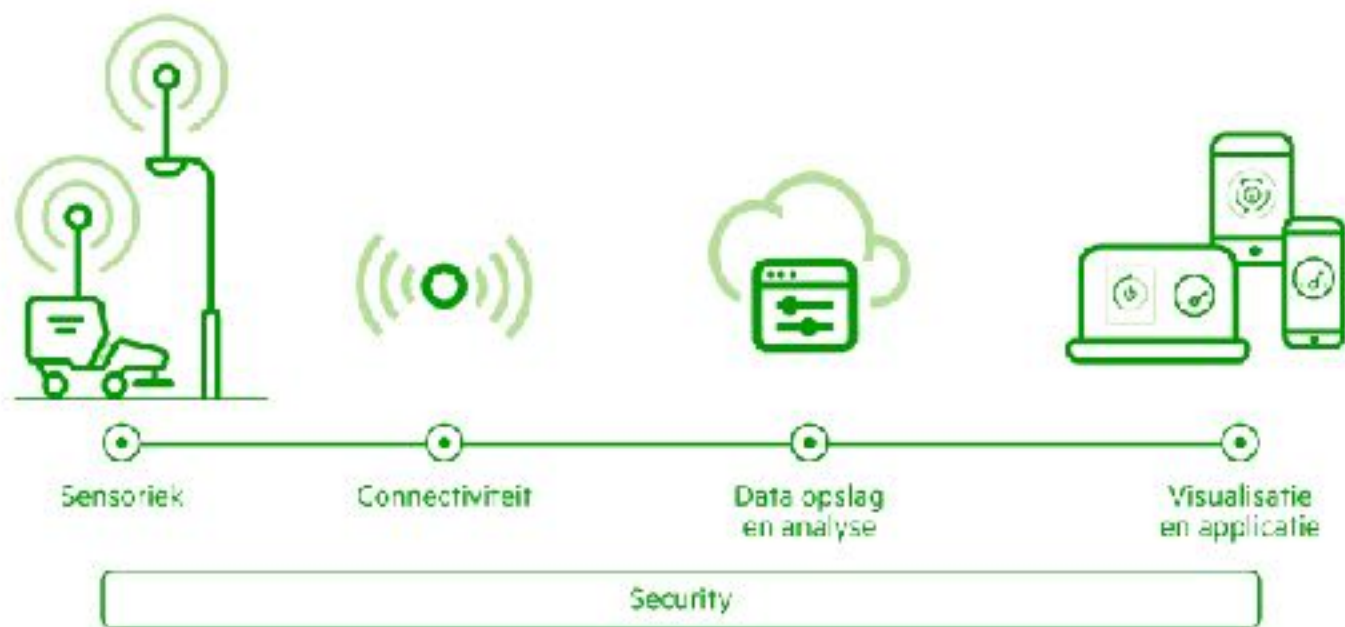 Sensoriek
Connectiviteit
Data opslag
en analyse
Visualisatie
en applicatie
Security